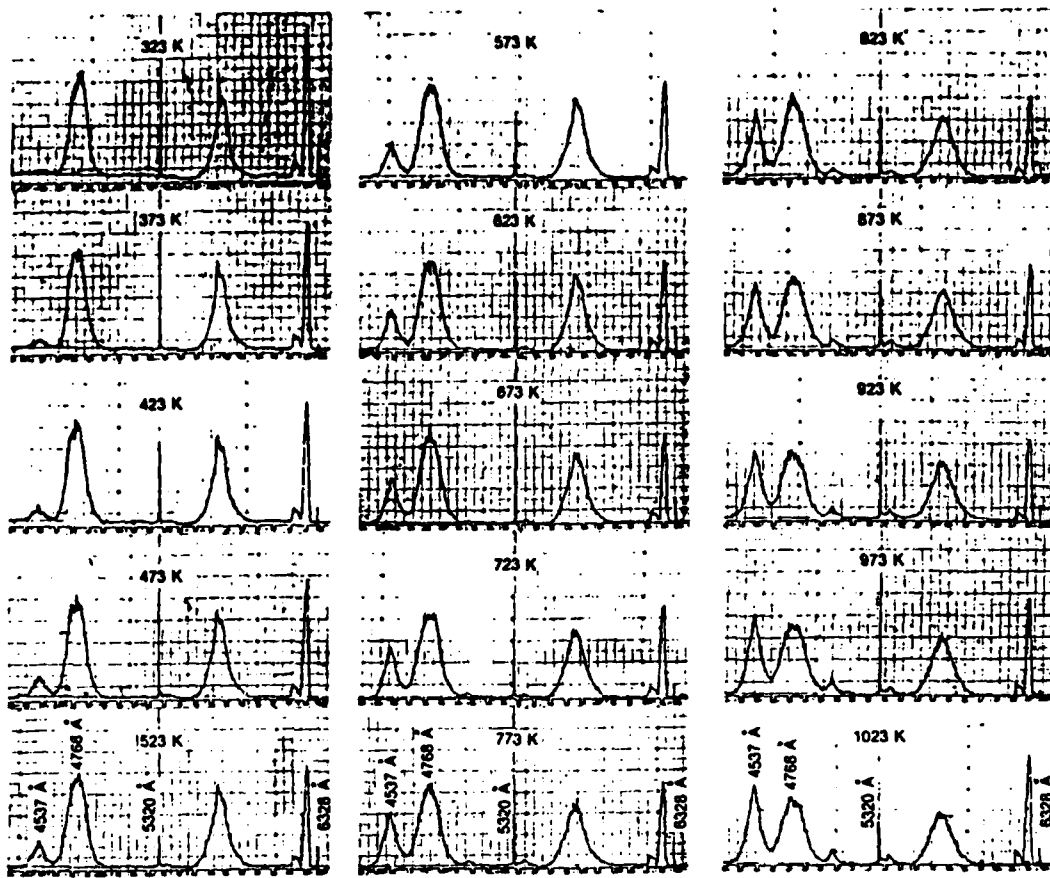 323 K
573 K
823 K
373 K
623 K
873 K
423 K
673 K
923 K
473 K
723 K
973 K
1523 K
773 K
1023 K
4537 Å
4768 Å
5320 Å
6328 Å
4537 Å
4768 Å
5320 Å
6328 Å
4537 Å
4768 Å
5320 Å
6328 Å